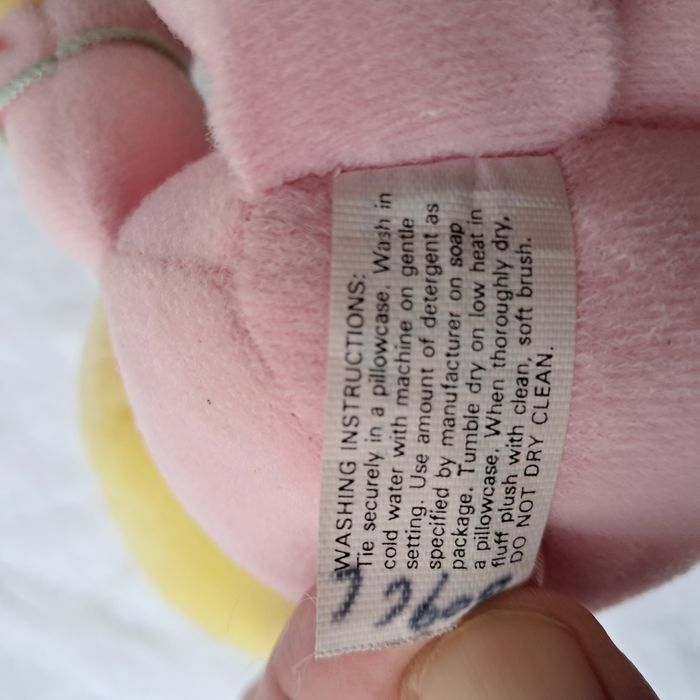 WASHING INSTRUCTIONS:
Tie securely in a pillowcase. Wash in
cold water with machine on gentle
setting. Use amount of detergent as
specified by manufacturer on soap
package. Tumble dry on low heat in
a pillowcase. When thoroughly dry,
fluff plush with clean, soft brush.
DO NOT DRY CLEAN.